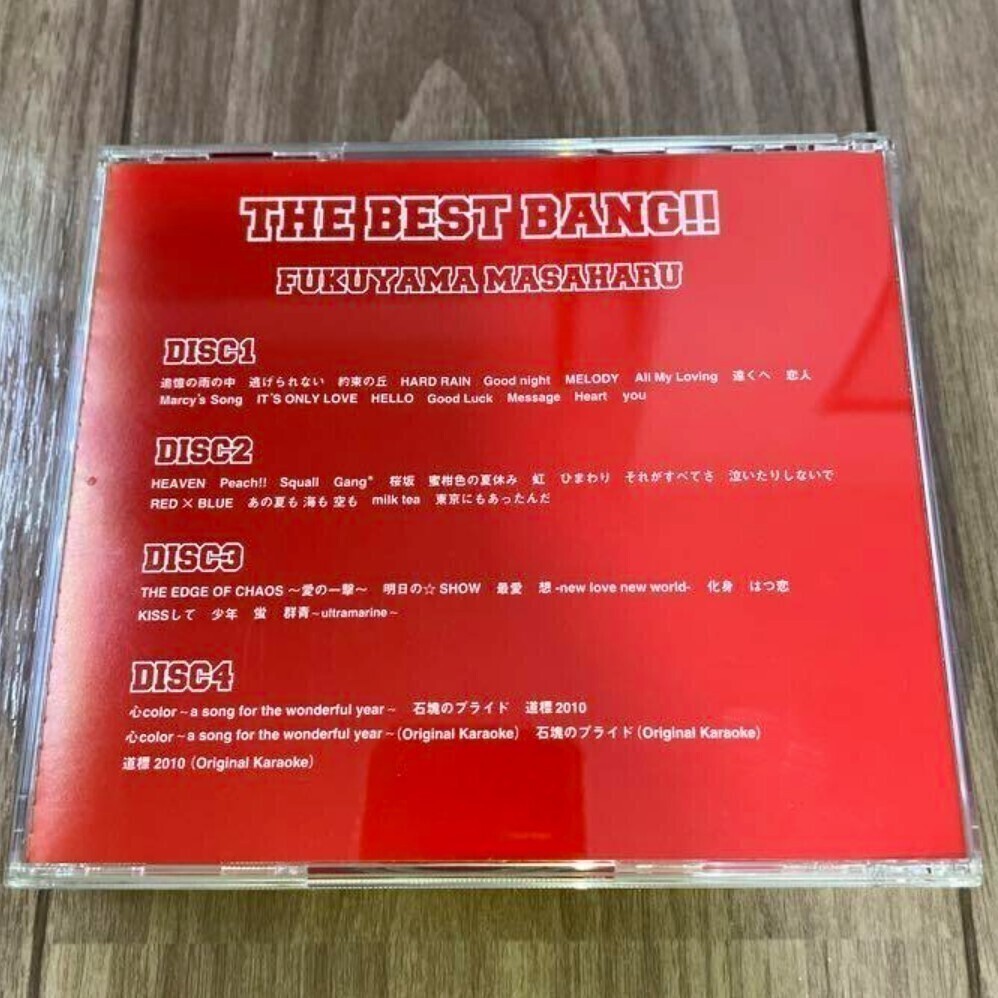 THE BEST BANG!!
FUKUYAMA MASAHARU
DISC1
追憶の雨の中 逃げられない 約束の丘 HARD RAIN Good night MELODY All My Loving 遠くへ 恋人
Marcy's Song IT'S ONLY LOVE HELLO Good Luck Message Heart you
DISC2
HEAVEN Peach!! Squall Gang* 桜坂 蜜柑色の夏休み 虹 ひまわり それがすべてさ 泣いたりしないで
RED×BLUE あの夏も 海も 空も milk tea 東京にもあったんだ
DISC3
THE EDGE OF CHAOS ～愛の一撃～ 明日の☆SHOW 最愛 想 -new love new world- 化身 はつ恋
KISSして 少年 蛍 群青～ultramarine～
DISC4
心color～a song for the wonderful year～ 石塊のプライド 道標2010
心color～a song for the wonderful year～(Original Karaoke) 石塊のプライド(Original Karaoke)
道標2010 (Original Karaoke)